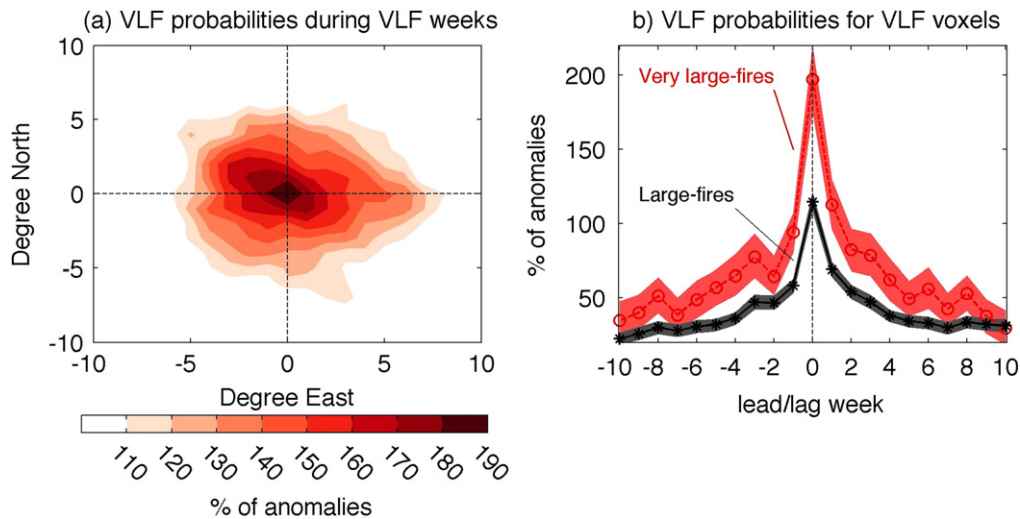 (a) VLF probabilities during VLF weeks
10
5
0
-5
-10
Degree North
-10 -5 0 5 10
Degree East
110 120 130 140 150 160 170 180 190
% of anomalies
b) VLF probabilities for VLF voxels
200
150
100
50
% of anomalies
Very large-fires
Large-fires
-10 -8 -6 -4 -2 0 2 4 6 8 10
lead/lag week